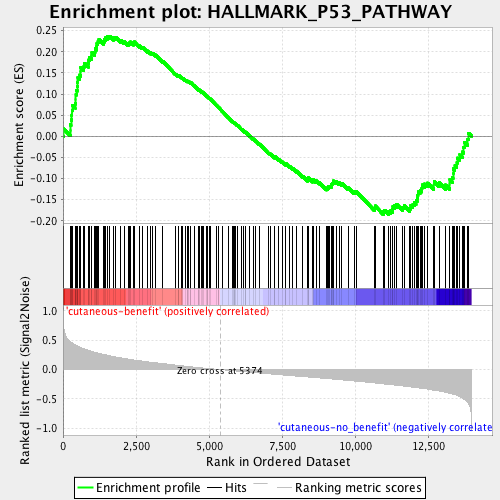 Enrichment plot: HALLMARK_P53_PATHWAY
Enrichment score (ES)
0.25
0.20
0.15
0.10
0.05
0.00
-0.05
-0.10
-0.15
-0.20
'cutaneous-benefit' (positively correlated)
Ranked list metric (Signal2Noise)
1.0
0.5
0.0
-0.5
-1.0
Zero cross at 5374
'cutaneous-no_benefit' (negatively correlate
0
2,500
5,000
7,500
10,000
12,500
Rank in Ordered Dataset
Enrichment profile
Hits
Ranking metric scores